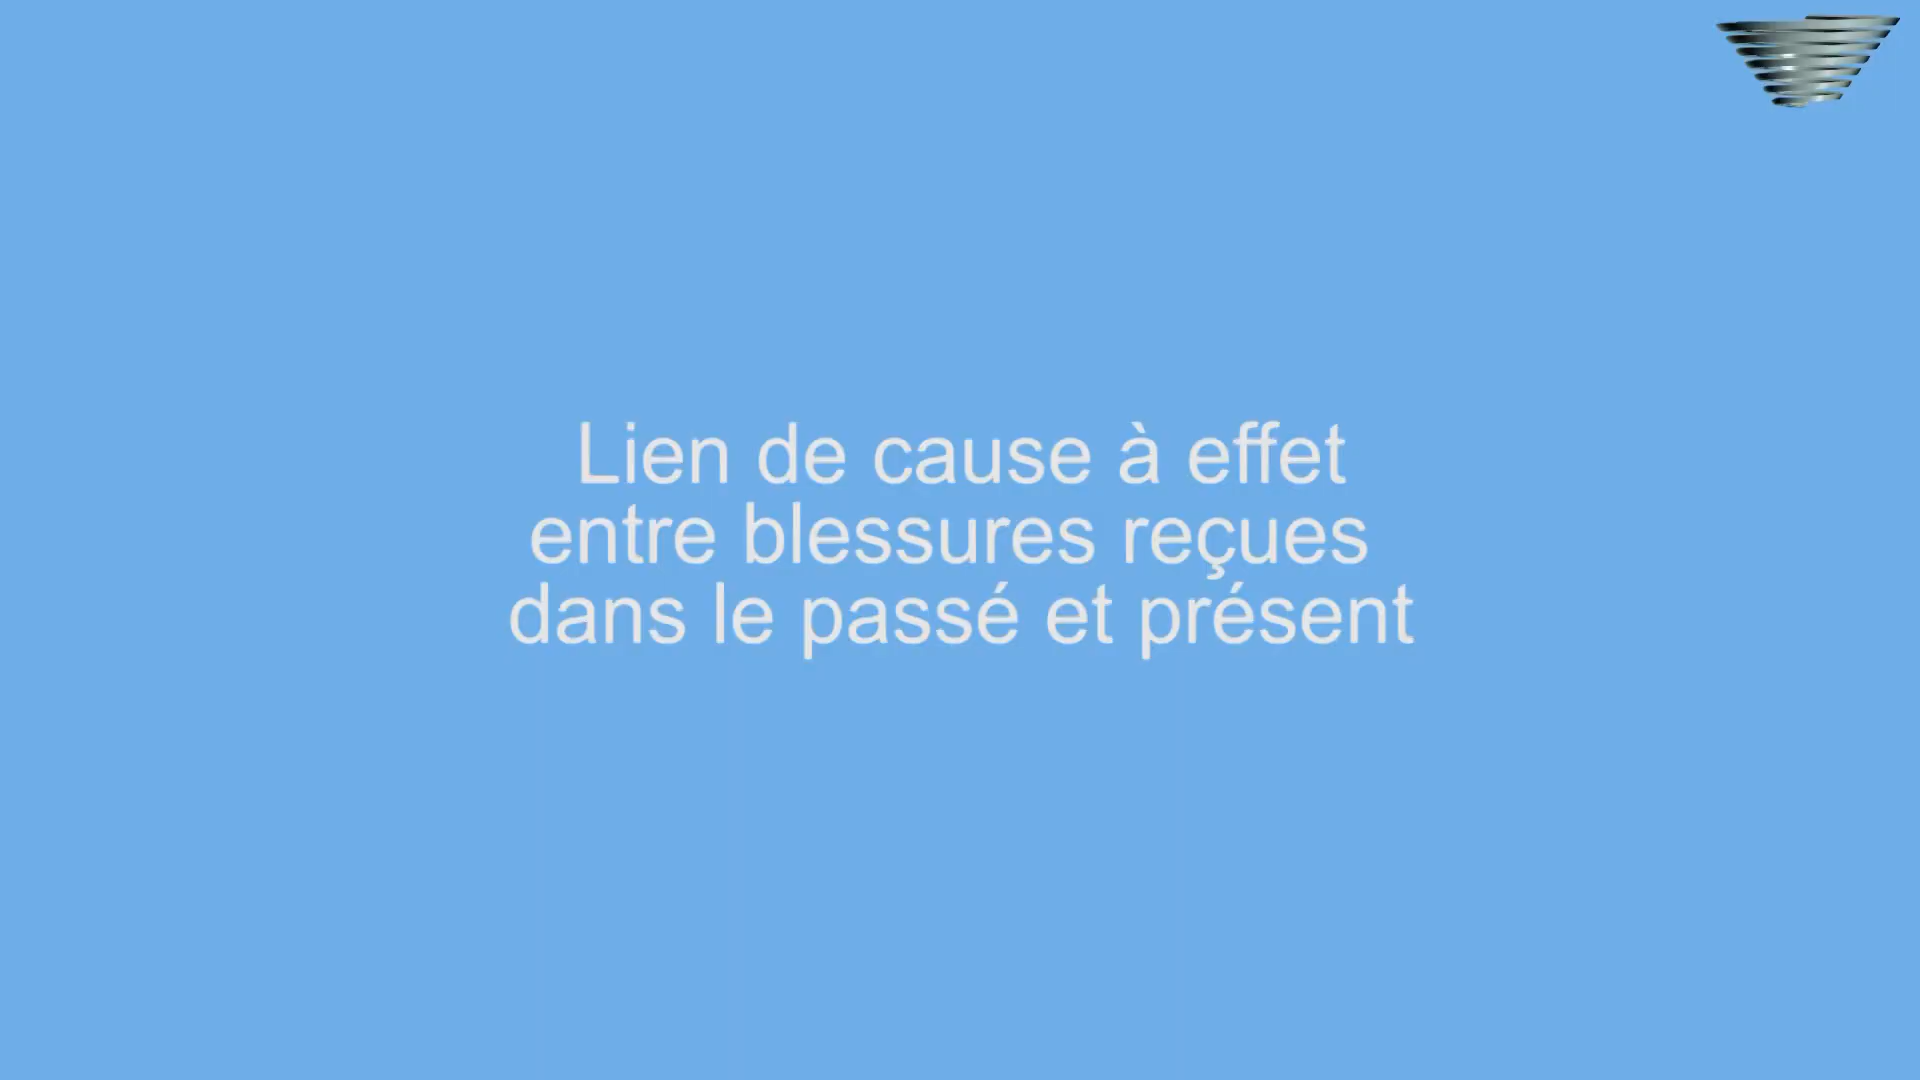 Lien de cause à effet
entre blessures reçues
dans le passé et présent